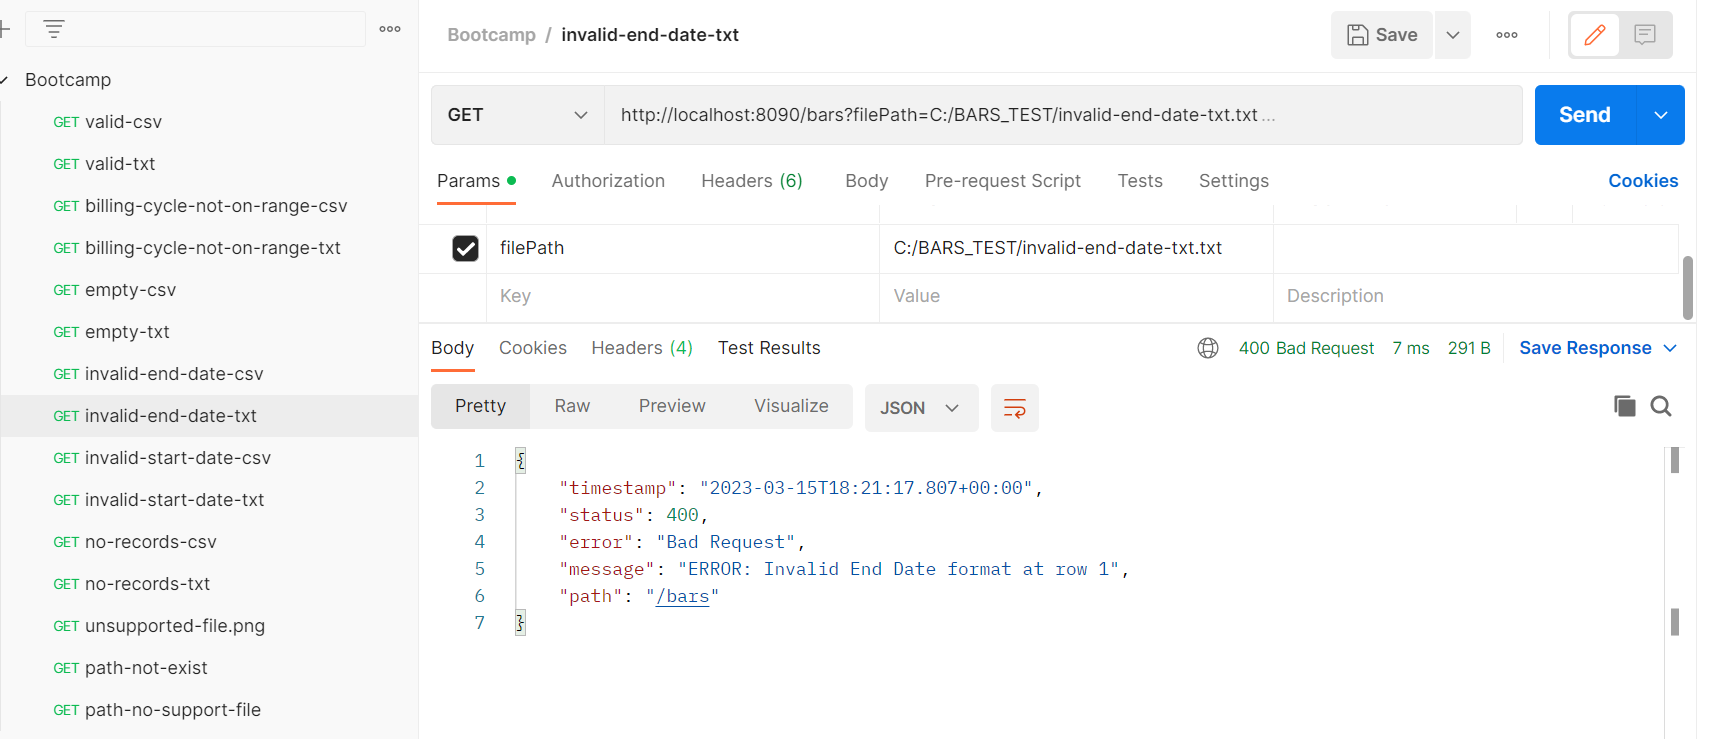 Bootcamp
GET valid-csv
GET valid-txt
GET billing-cycle-not-on-range-csv
GET billing-cycle-not-on-range-txt
GET empty-csv
GET empty-txt
GET invalid-end-date-csv
GET invalid-end-date-txt
GET invalid-start-date-csv
GET invalid-start-date-txt
GET no-records-csv
GET no-records-txt
GET unsupported-file.png
GET path-not-exist
GET path-no-support-file
Bootcamp / invalid-end-date-txt
Save
GET http://localhost:8090/bars?filePath=C:/BARS_TEST/invalid-end-date-txt.txt ... Send
Params Authorization Headers (6) Body Pre-request Script Tests Settings Cookies
filePath C:/BARS_TEST/invalid-end-date-txt.txt
Key Value Description
Body Cookies Headers (4) Test Results 400 Bad Request 7 ms 291 B Save Response
Pretty Raw Preview Visualize JSON
1 {
2 "timestamp": "2023-03-15T18:21:17.807+00:00",
3 "status": 400,
4 "error": "Bad Request",
5 "message": "ERROR: Invalid End Date format at row 1",
6 "path": "/bars"
7 }